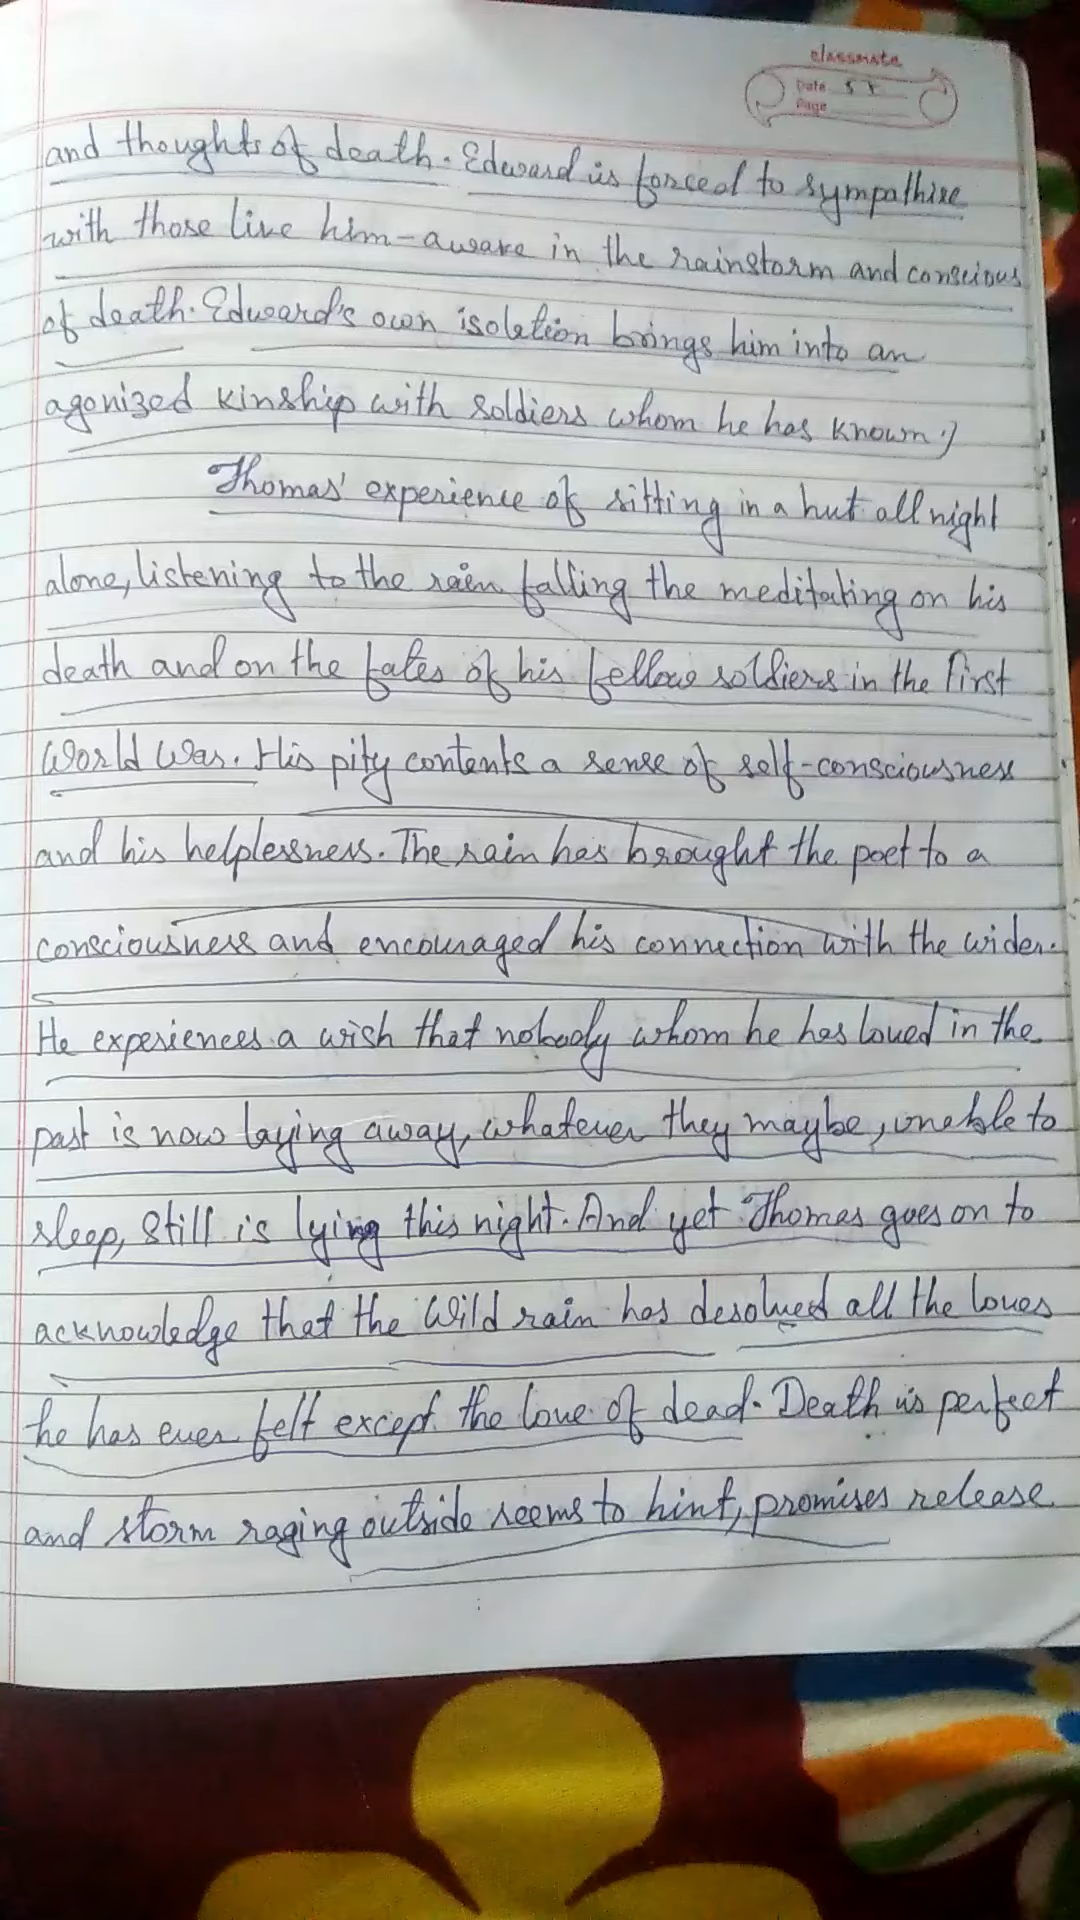 classmate
Date
Page
and thoughts of death. Edward is forced to sympathise
with those live him-awake in the rainstorm and conscious
of death. Edward's own isolation brings him into an
agonized kinship with soldiers whom he has known.)
Thomas' experience of sitting in a hut all night
alone, listening to the rain falling the meditating on his
death and on the fates of his fellow soldiers in the first
World War. His pity contents a sense of self-consciousness
and his helplessness. The rain has brought the poet to a
consciousness and encouraged his connection with the wider.
He experiences a wish that nobody whom he has loved in the
past is now laying away, whatever they maybe, unable to
sleep, still is lying this night. And yet Thomas goes on to
acknowledge that the Wild rain has desolved all the loves
he has ever felt except the love of dead. Death is perfect
and storm raging outside seems to hint, promises release